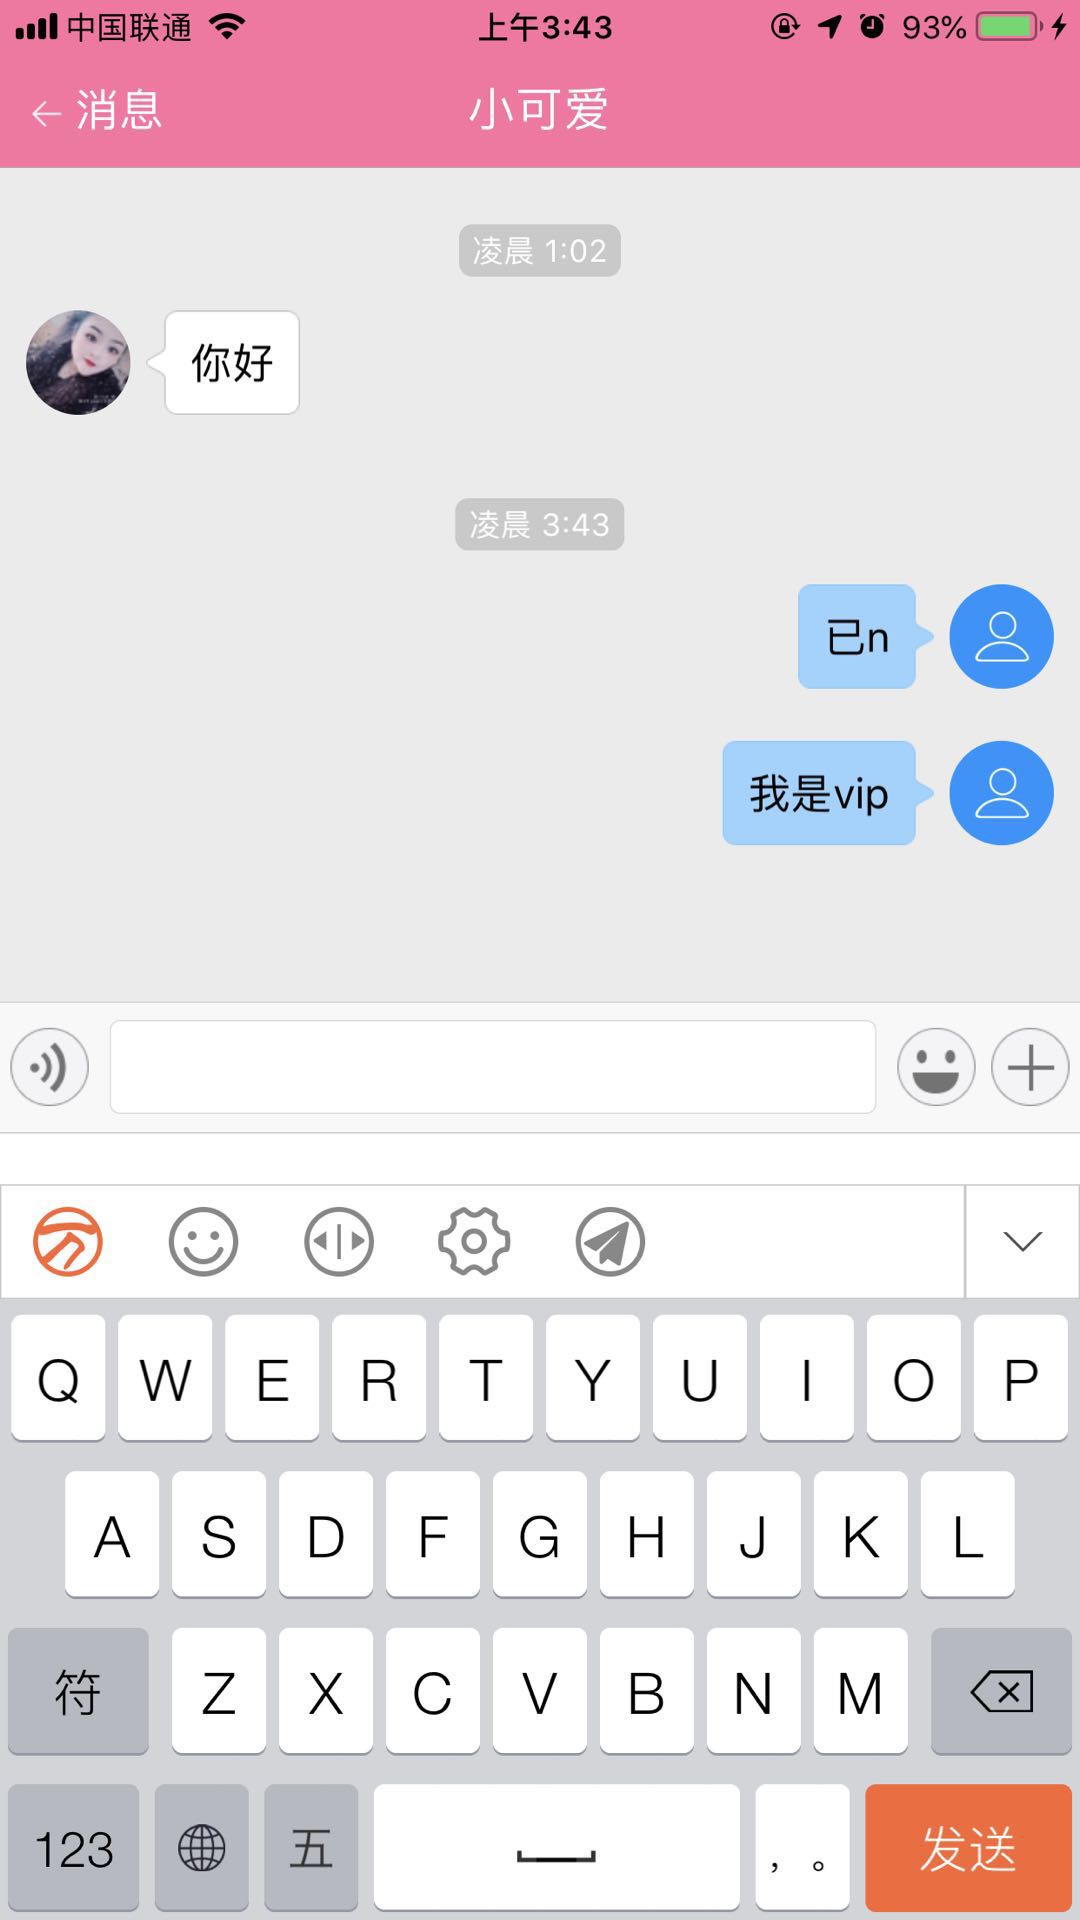 中国联通 上午3:43 93%
消息 小可爱
凌晨 1:02
你好
凌晨 3:43
已n
我是vip
Q W E R T Y U I O P
A S D F G H J K L
符 Z X C V B N M
123 五 ，。 发送